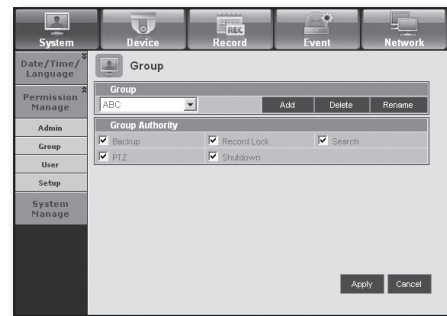 System Device Record Event Network
REC
Date/Time/
Language
Group
Permission
Manage
Group
ABC Add Delete Rename
Admin
Group Authority
Backup Record Lock Search
Group
PTZ Shutdown
User
Setup
System
Manage
Apply Cancel